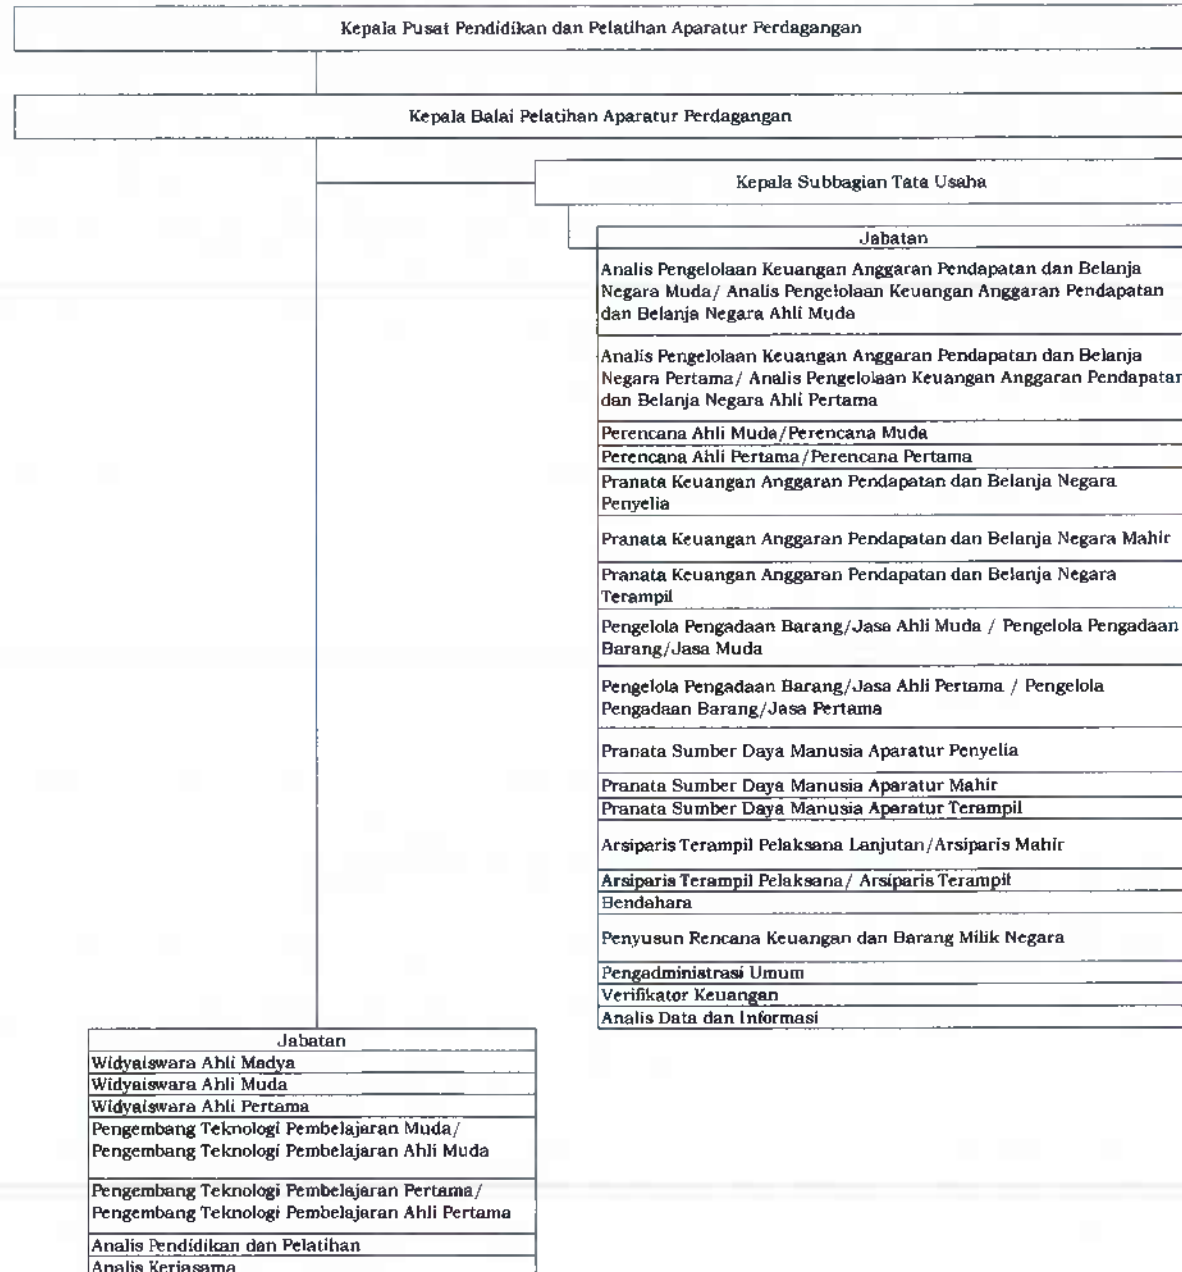 Kepala Pusat Pendidikan dan Pelatihan Aparatur Perdagangan
Kepala Balai Pelatihan Aparatur Perdagangan
Kepala Subbagian Tata Usaha
Jabatan
Analis Pengelolaan Keuangan Anggaran Pendapatan dan Belanja
Negara Muda/ Analis Pengelolaan Keuangan Anggaran Pendapatan
dan Belanja Negara Ahli Muda
Analis Pengelolaan Keuangan Anggaran Pendapatan dan Belanja
Negara Pertama/ Analis Pengelolaan Keuangan Anggaran Pendapatan
dan Belanja Negara Ahli Pertama
Perencana Ahli Muda/Perencana Muda
Perencana Ahli Pertama/Perencana Pertama
Pranata Keuangan Anggaran Pendapatan dan Belanja Negara
Penyelia
Pranata Keuangan Anggaran Pendapatan dan Belanja Negara Mahir
Pranata Keuangan Anggaran Pendapatan dan Belanja Negara
Terampil
Pengelola Pengadaan Barang/Jasa Ahli Muda / Pengelola Pengadaan
Barang/Jasa Muda
Pengelola Pengadaan Barang/Jasa Ahli Pertama / Pengelola
Pengadaan Barang/Jasa Pertama
Pranata Sumber Daya Manusia Aparatur Penyelia
Pranata Sumber Daya Manusia Aparatur Mahir
Pranata Sumber Daya Manusia Aparatur Terampil
Arsiparis Terampil Pelaksana Lanjutan/Arsiparis Mahir
Arsiparis Terampil Pelaksana/ Arsiparis Terampil
Bendahara
Penyusun Rencana Keuangan dan Barang Milik Negara
Pengadministrasi Umum
Verifikator Keuangan
Analis Data dan Informasi
Jabatan
Widyaiswara Ahli Madya
Widyaiswara Ahli Muda
Widyaiswara Ahli Pertama
Pengembang Teknologi Pembelajaran Muda/
Pengembang Teknologi Pembelajaran Ahli Muda
Pengembang Teknologi Pembelajaran Pertama/
Pengembang Teknologi Pembelajaran Ahli Pertama
Analis Pendidikan dan Pelatihan
Analis Kerjasama